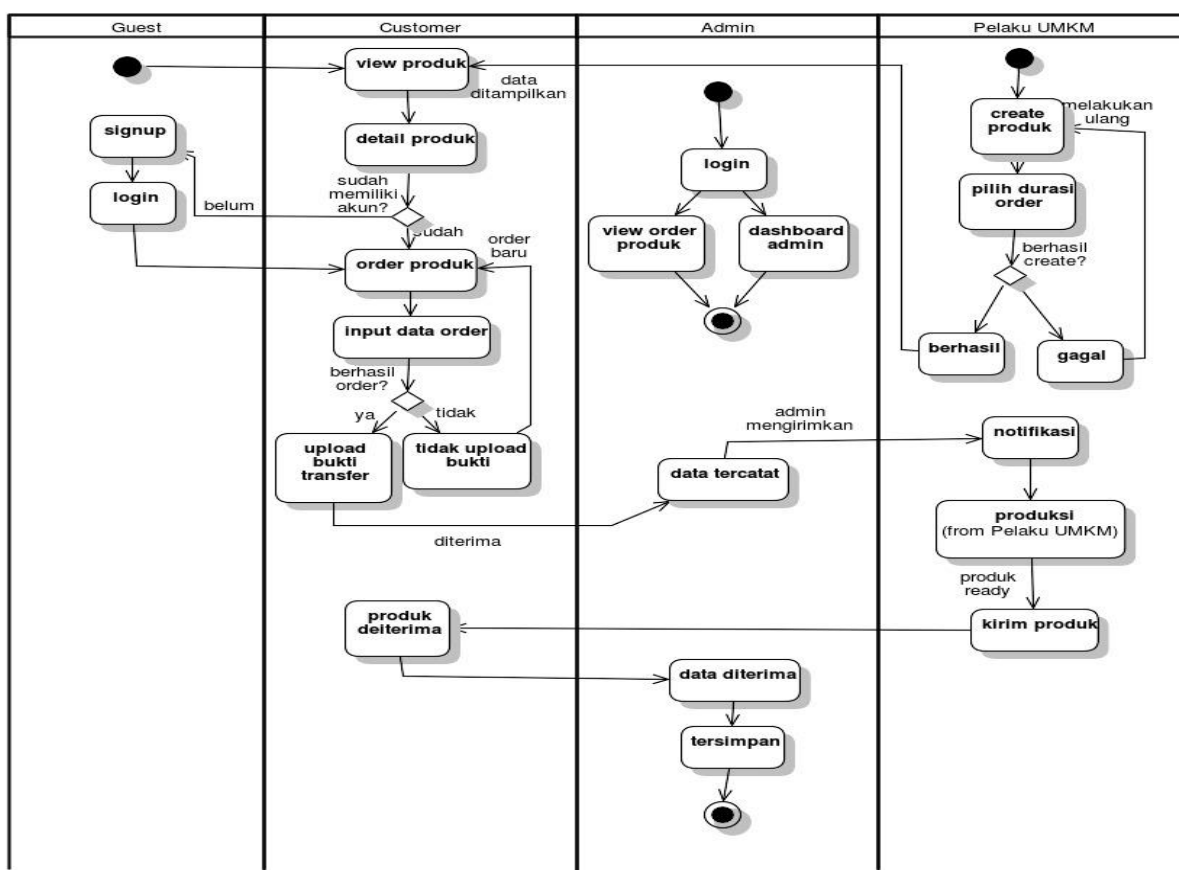 Guest
Customer
Admin
Pelaku UMKM
view produk
data
ditampilkan
create
produk
melakukan
ulang
signup
detail produk
login
pilih durasi
order
login
sudah
memiliki
akun?
belum
sudah
order
baru
view order
produk
dashboard
admin
berhasil
create?
order produk
input data order
berhasil
gagal
berhasil
order?
ya
tidak
upload
bukti
transfer
tidak upload
bukti
admin
mengirimkan
notifikasi
data tercatat
produksi
(from Pelaku UMKM)
diterima
produk
ready
produk
deiterima
kirim produk
data diterima
tersimpan